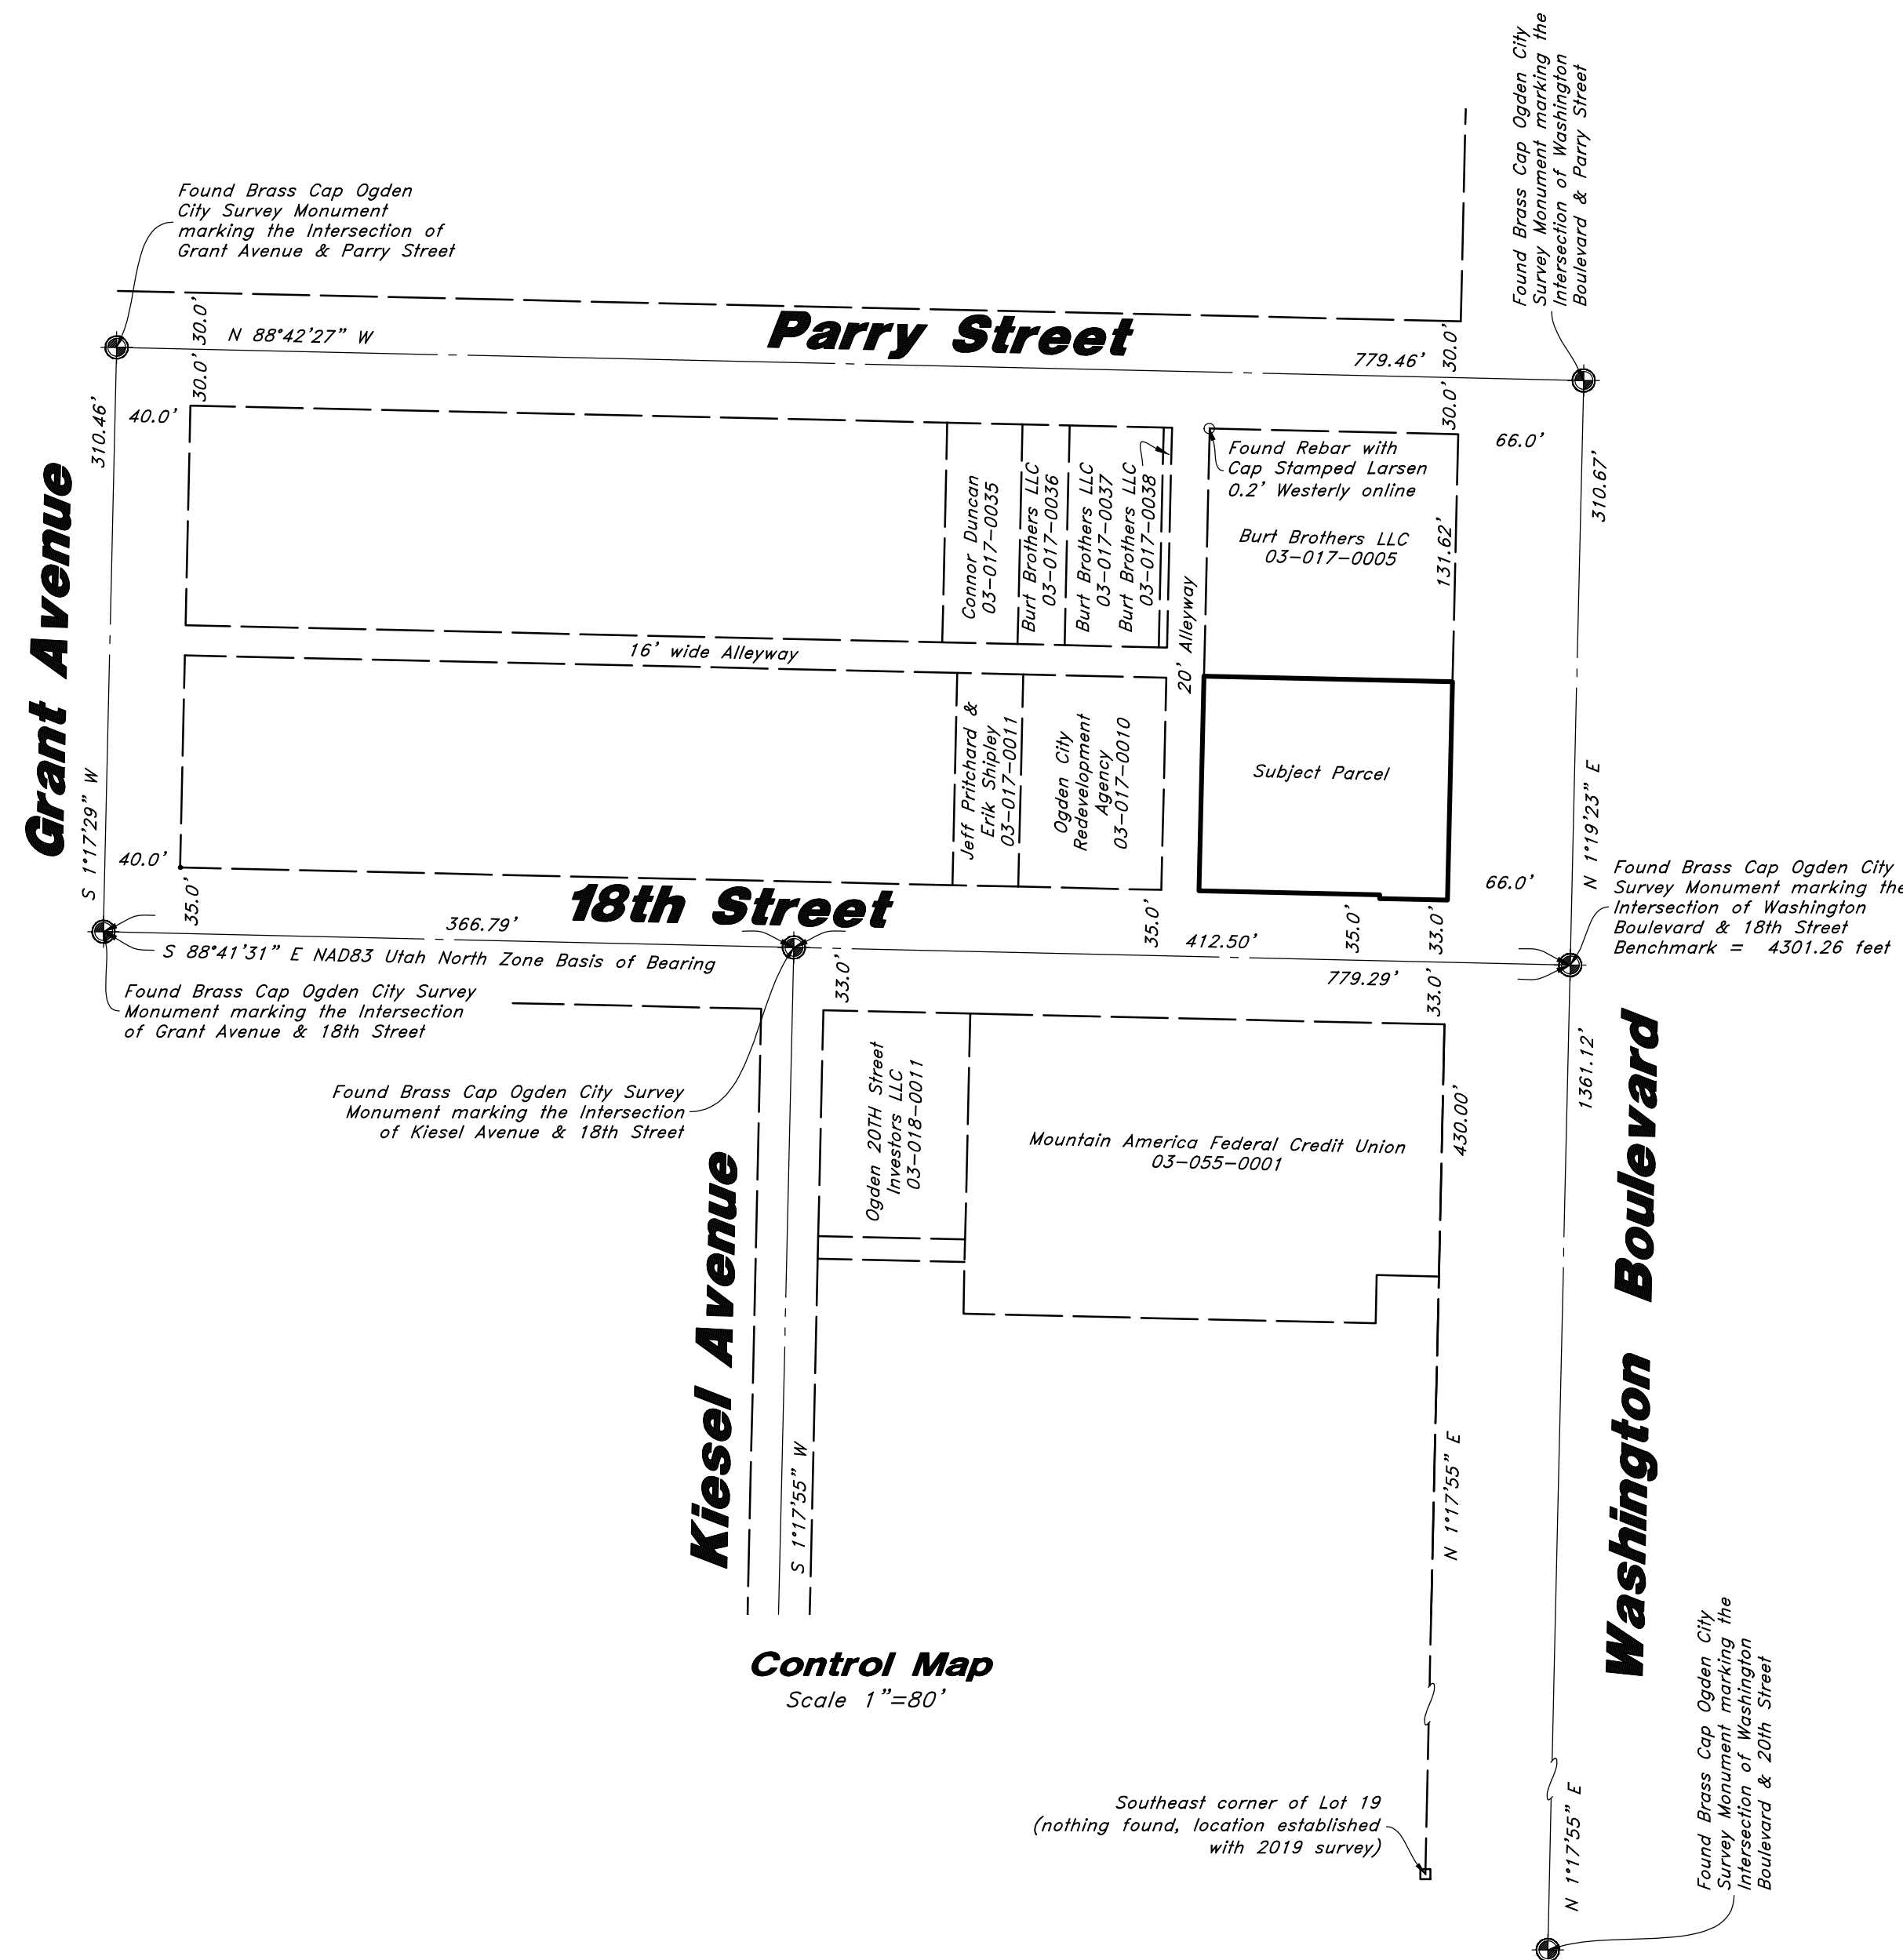 Found Brass Cap Ogden City
Survey Monument marking the
Intersection of Washington
Boulevard & Parry Street
Found Brass Cap Ogden
City Survey Monument
marking the Intersection of
Grant Avenue & Parry Street
30.0'
30.0'
N 88°42'27" W
Parry Street
779.46'
30.0'
30.0'
310.46'
40.0'
66.0'
310.67'
Found Rebar with
Cap Stamped Larsen
0.2' Westerly online
Connor Duncan
03-017-0035
Burt Brothers LLC
03-017-0036
Burt Brothers LLC
03-017-0037
Burt Brothers LLC
03-017-0038
Burt Brothers LLC
03-017-0005
131.62'
Grant Avenue
16' wide Alleyway
20' Alleyway
Jeff Pritchard &
Erik Shipley
03-017-0011
Ogden City
Redevelopment
Agency
03-017-0010
Subject Parcel
S 1°17'29" W
N 1°19'23" E
40.0'
35.0'
18th Street
66.0'
Found Brass Cap Ogden City
Survey Monument marking the
Intersection of Washington
Boulevard & 18th Street
Benchmark = 4301.26 feet
366.79'
35.0'
412.50'
35.0'
33.0'
S 88°41'31" E NAD83 Utah North Zone Basis of Bearing
779.29'
33.0'
33.0'
Found Brass Cap Ogden City Survey
Monument marking the Intersection
of Grant Avenue & 18th Street
Found Brass Cap Ogden City Survey
Monument marking the Intersection
of Kiesel Avenue & 18th Street
Ogden 20TH Street
Investors LLC
03-018-0011
Mountain America Federal Credit Union
03-055-0001
430.00'
1361.12'
Kiesel Avenue
Washington Boulevard
S 1°17'55" W
N 1°17'55" E
Control Map
Scale 1"=80'
Found Brass Cap Ogden City
Survey Monument marking the
Intersection of Washington
Boulevard & 20th Street
Southeast corner of Lot 19
(nothing found, location established
with 2019 survey)
N 1°17'55" E